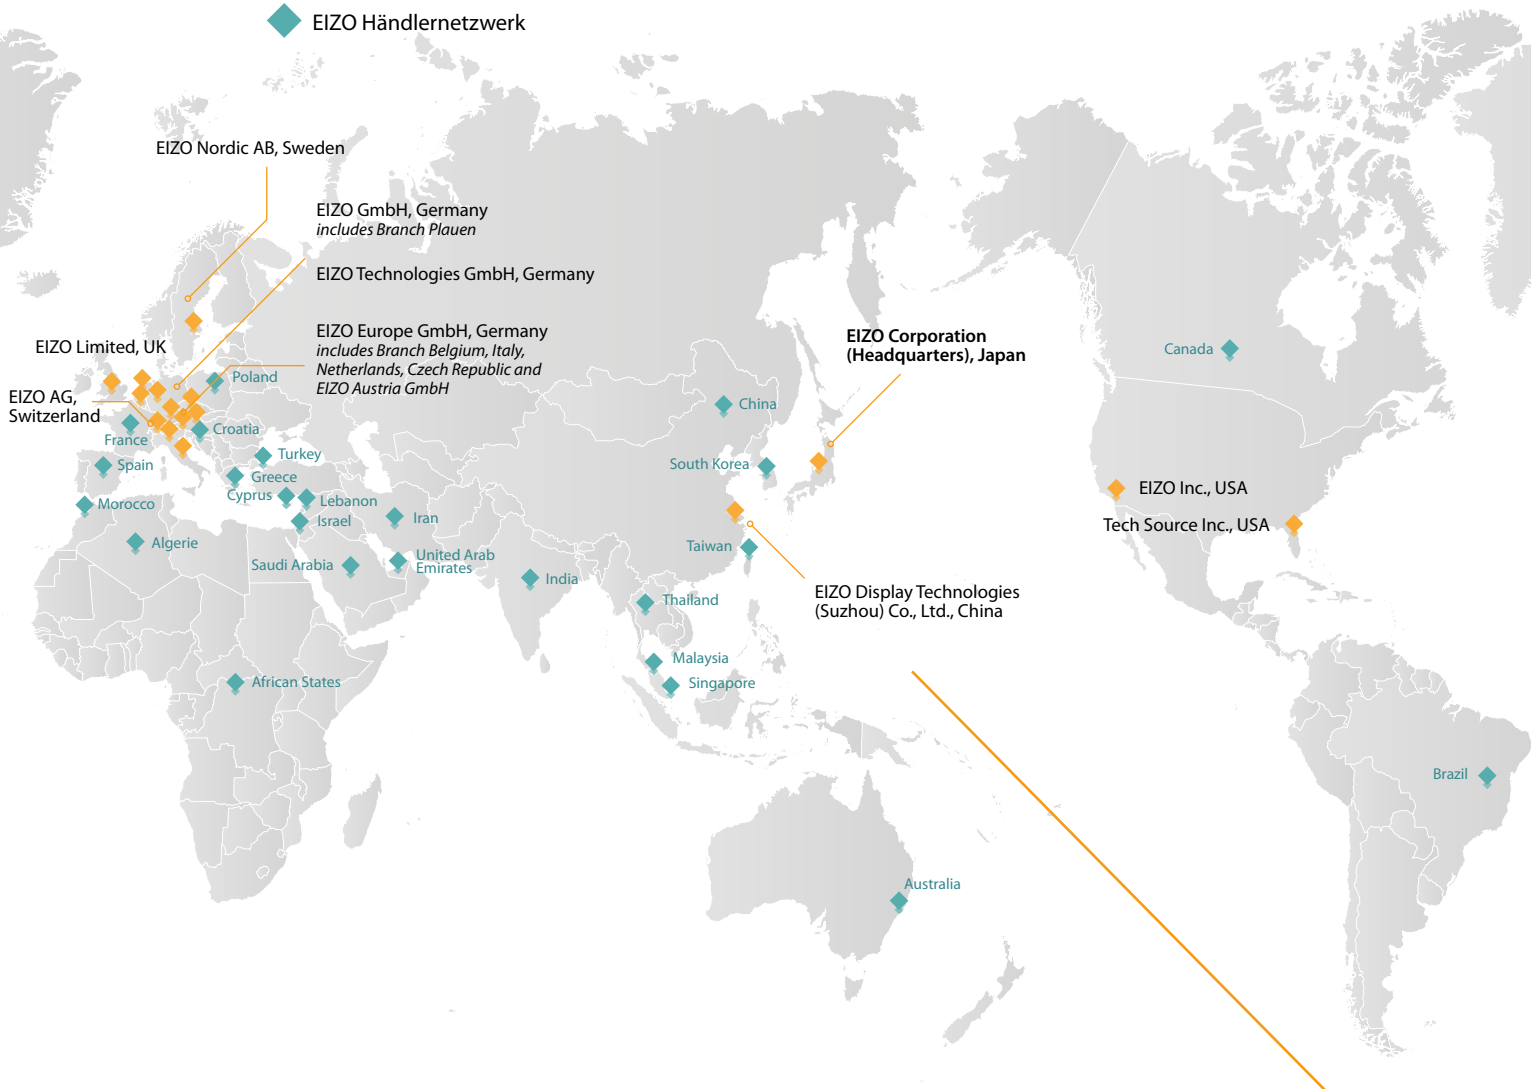 EIZO Händlernetzwerk
EIZO Nordic AB, Sweden
EIZO GmbH, Germany
includes Branch Plauen
EIZO Technologies GmbH, Germany
EIZO Europe GmbH, Germany
includes Branch Belgium, Italy,
Netherlands, Czech Republic and
EIZO Austria GmbH
EIZO Limited, UK
EIZO AG,
Switzerland
EIZO Corporation
(Headquarters), Japan
Canada
Poland
China
France
Croatia
Turkey
Spain
Greece
South Korea
Cyprus
Lebanon
Morocco
Israel
Iran
EIZO Inc., USA
Tech Source Inc., USA
Algerie
Saudi Arabia
United Arab
Emirates
Taiwan
India
EIZO Display Technologies
(Suzhou) Co., Ltd., China
Thailand
Malaysia
Singapore
African States
Brazil
Australia